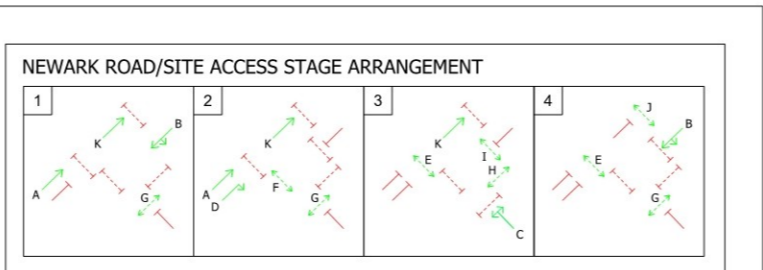 NEWARK ROAD/SITE ACCESS STAGE ARRANGEMENT
1
K
B
A
G
2
K
A
D
F
G
3
K
E
I
H
C
4
J
B
E
G